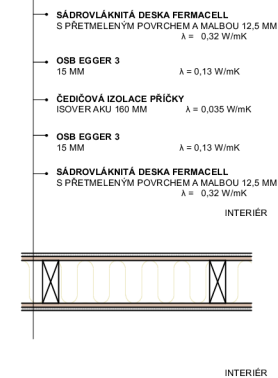 SÁDROVLÁKNITÁ DESKA FERMACELL
S PŘETMELENÝM POVRCHEM A MALBOU 12,5 MM
λ = 0,32 W/mK
OSB EGGER 3
15 MM λ = 0,13 W/mK
ČEDIČOVÁ IZOLACE PŘÍČKY
ISOVER AKU 160 MM λ = 0,035 W/mK
OSB EGGER 3
15 MM λ = 0,13 W/mK
SÁDROVLÁKNITÁ DESKA FERMACELL
S PŘETMELENÝM POVRCHEM A MALBOU 12,5 MM
λ = 0,32 W/mK
INTERIÉR
INTERIÉR